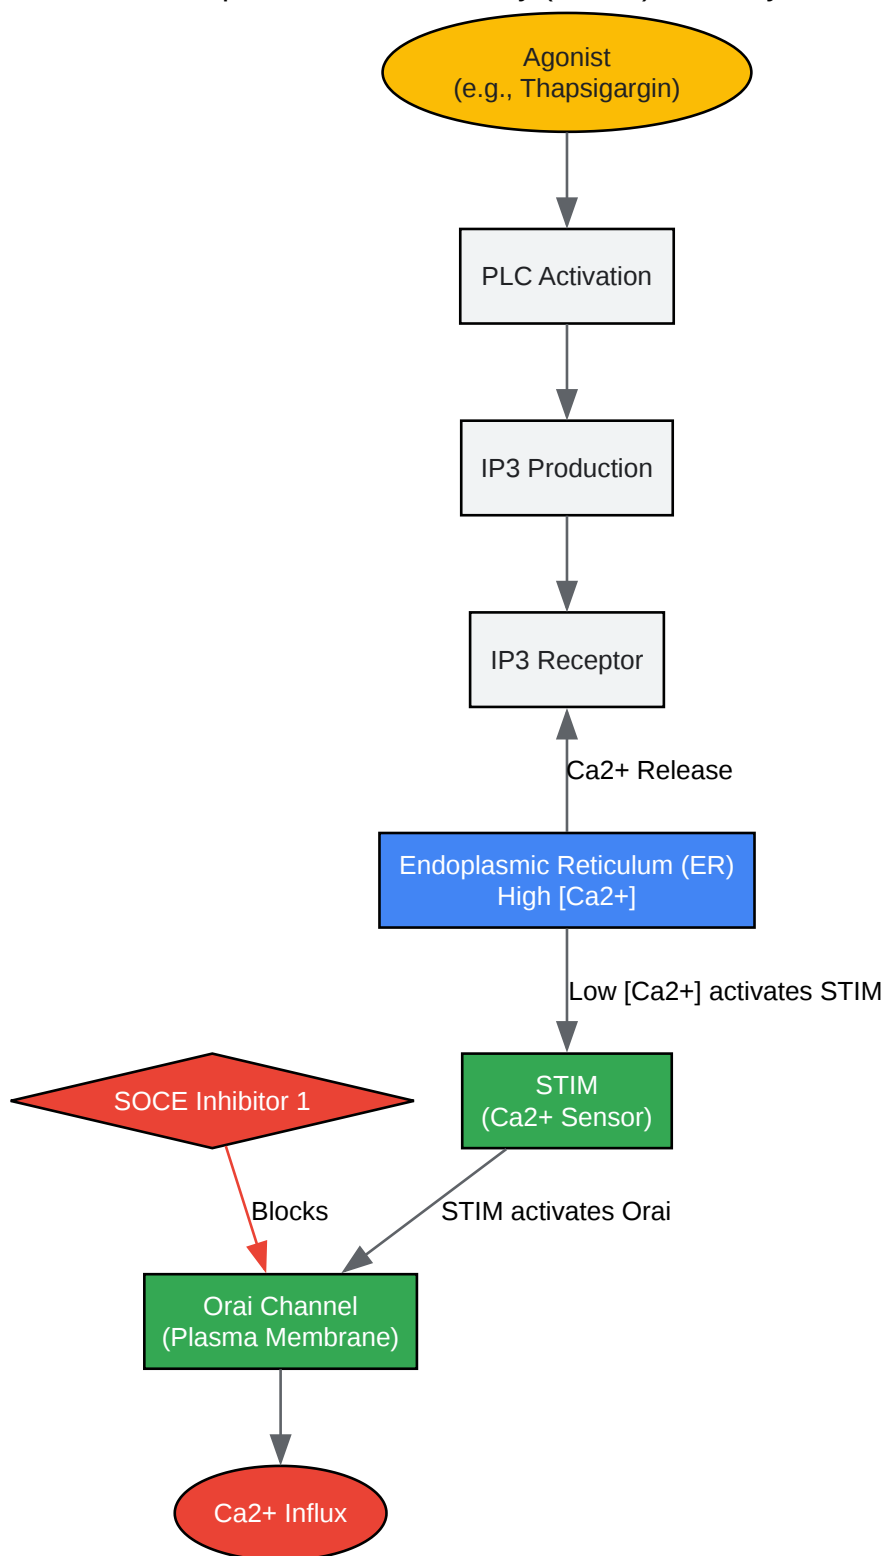 Agonist
(e.g., Thapsigargin)
PLC Activation
IP3 Production
IP3 Receptor
Ca2+ Release
Endoplasmic Reticulum (ER)
High [Ca2+]
Low [Ca2+] activates STIM
SOCE Inhibitor 1
STIM
(Ca2+ Sensor)
Blocks
STIM activates Orai
Orai Channel
(Plasma Membrane)
Ca2+ Influx